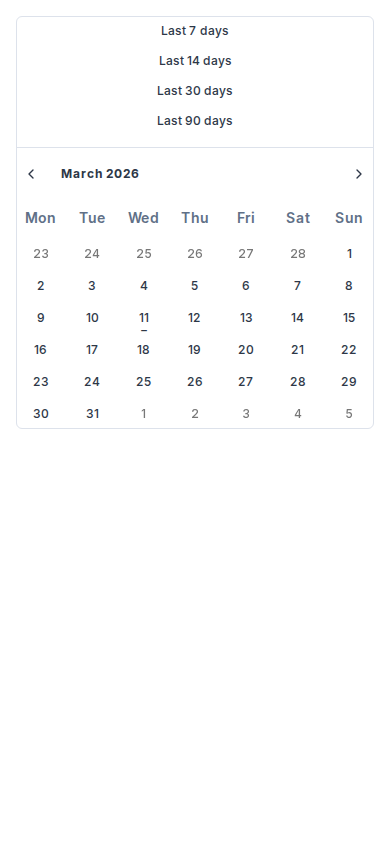 Last 7 days
Last 14 days
Last 30 days
Last 90 days
March 2026
Mon Tue Wed Thu Fri Sat Sun
23 24 25 26 27 28 1
2 3 4 5 6 7 8
9 10 11 12 13 14 15
16 17 18 19 20 21 22
23 24 25 26 27 28 29
30 31 1 2 3 4 5